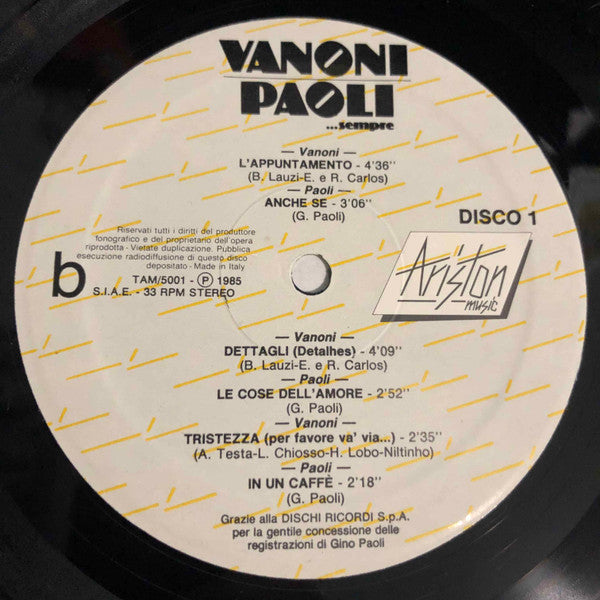 VANONI
PAOLI
...sempre
— Vanoni —
L'APPUNTAMENTO - 4'36''
(B. Lauzi-E. e R. Carlos)
— Paoli —
ANCHE SE - 3'06''
(G. Paoli)
Riservati tutti i diritti del produttore
fonografico e del proprietario dell'opera
riprodotta - Vietate duplicazione. Pubblica
esecuzione radiodiffusione di questo disco
depositato - Made in Italy
TAM/5001 - Ⓟ 1985
S.I.A.E. - 33 RPM STEREO
b
DISCO 1
Ariston
music
— Vanoni —
DETTAGLI (Detalhes) - 4'09''
(B. Lauzi-E. e R. Carlos)
— Paoli —
LE COSE DELL'AMORE - 2'52''
(G. Paoli)
— Vanoni —
TRISTEZZA (per favore va' via...) - 2'35''
(A. Testa-L. Chiosso-H. Lobo-Niltinho)
— Paoli —
IN UN CAFFÈ - 2'18''
(G. Paoli)
Grazie alla DISCHI RICORDI S.p.A.
per la gentile concessione delle
registrazioni di Gino Paoli